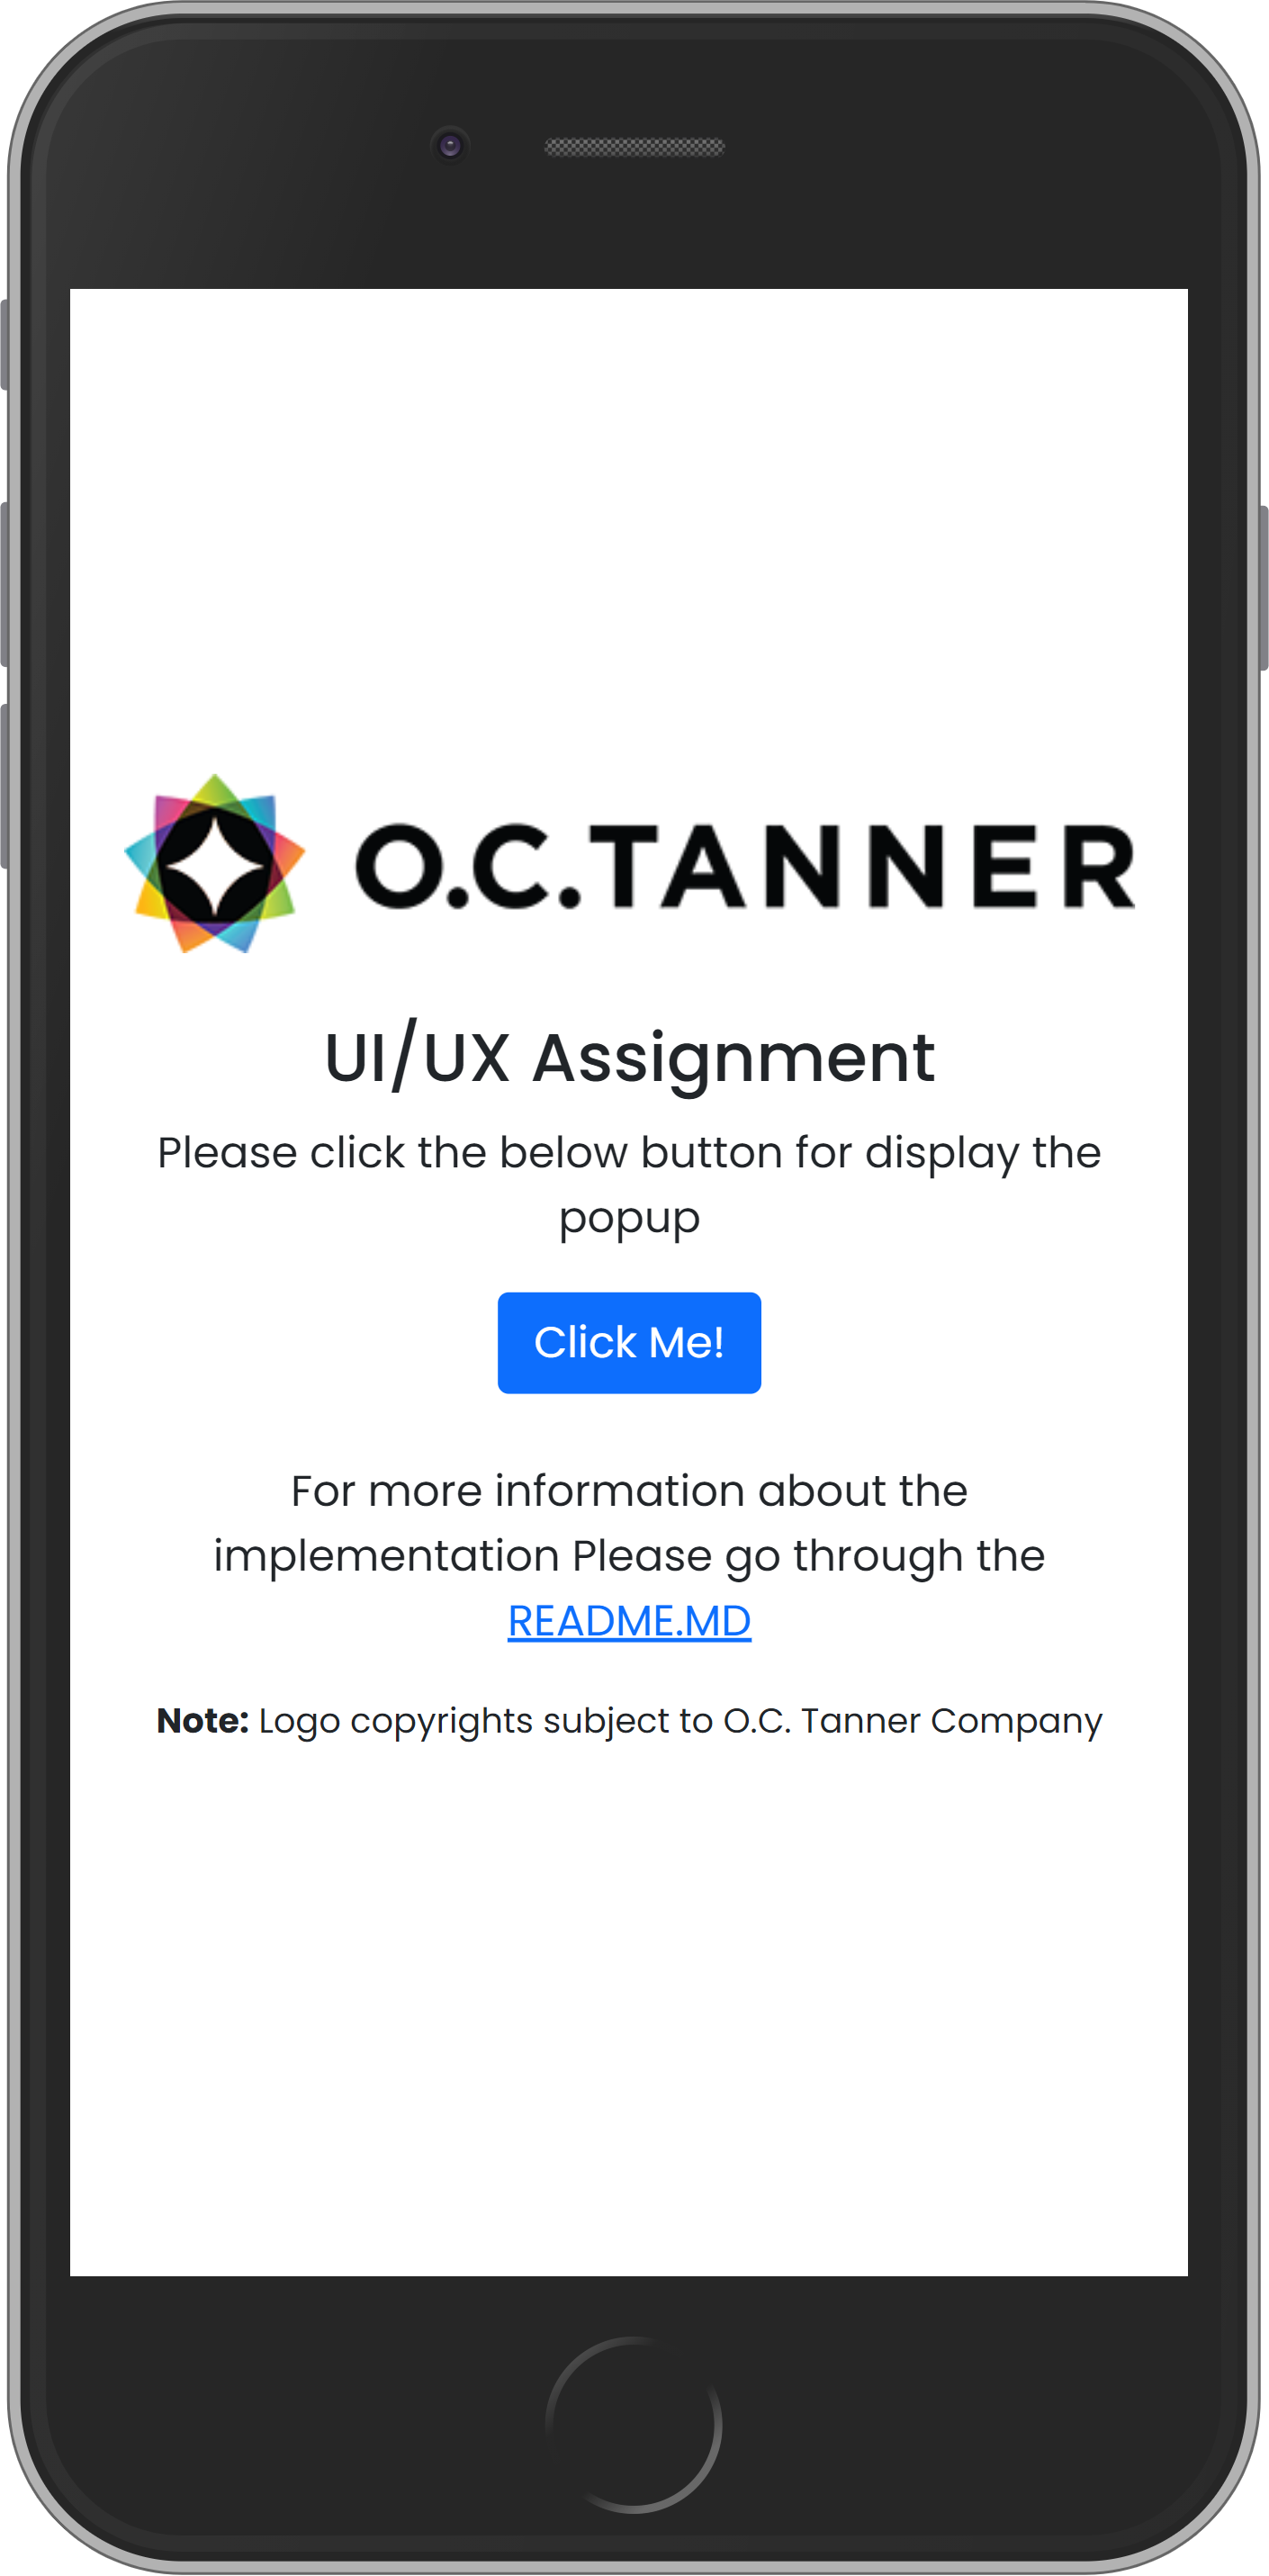 O.C.TANNER
UI/UX Assignment
Please click the below button for display the
popup
Click Me!
For more information about the
implementation Please go through the
README.MD
Note: Logo copyrights subject to O.C. Tanner Company